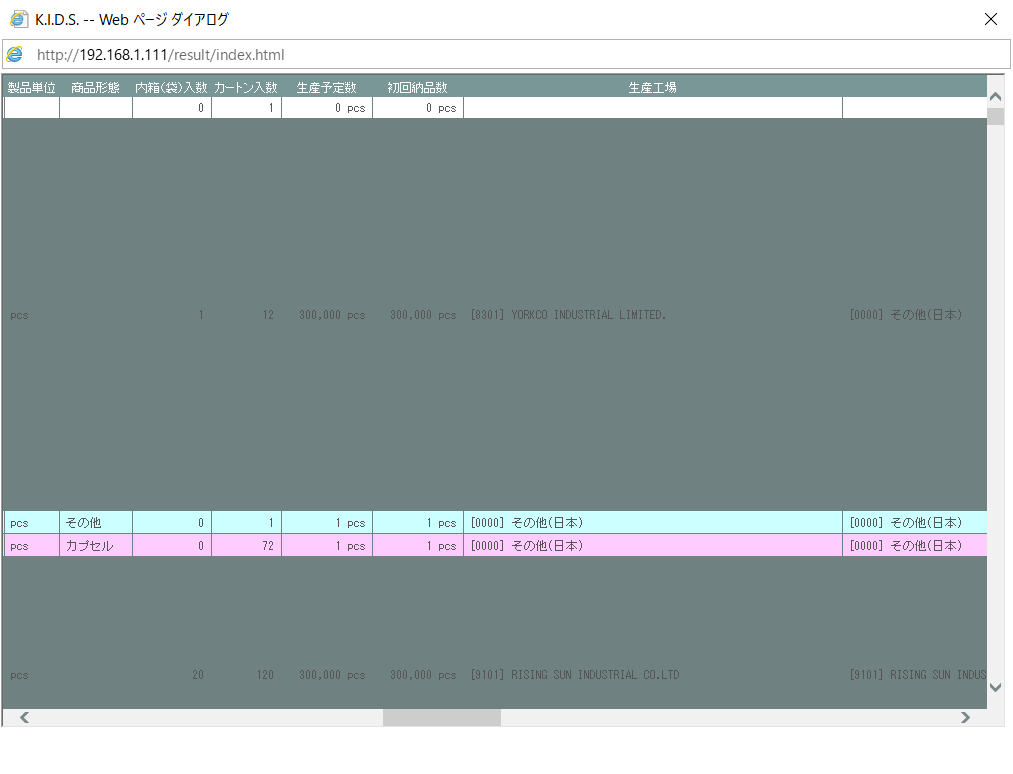 K.I.D.S. -- Web ページ ダイアログ
http://192.168.1.111/result/index.html
製品単位 商品形態 内箱(袋)入数 カートン入数 生産予定数 初回納品数 生産工場
0 1 0 pcs 0 pcs
pcs 1 12 300,000 pcs 300,000 pcs [8301] YORKCO INDUSTRIAL LIMITED. [0000] その他(日本)
pcs その他 0 1 1 pcs 1 pcs [0000] その他(日本) [0000] その他(日本)
pcs カプセル 0 72 1 pcs 1 pcs [0000] その他(日本) [0000] その他(日本)
pcs 20 120 300,000 pcs 300,000 pcs [9101] RISING SUN INDUSTRIAL CO.LTD [9101] RISING SUN INDUS